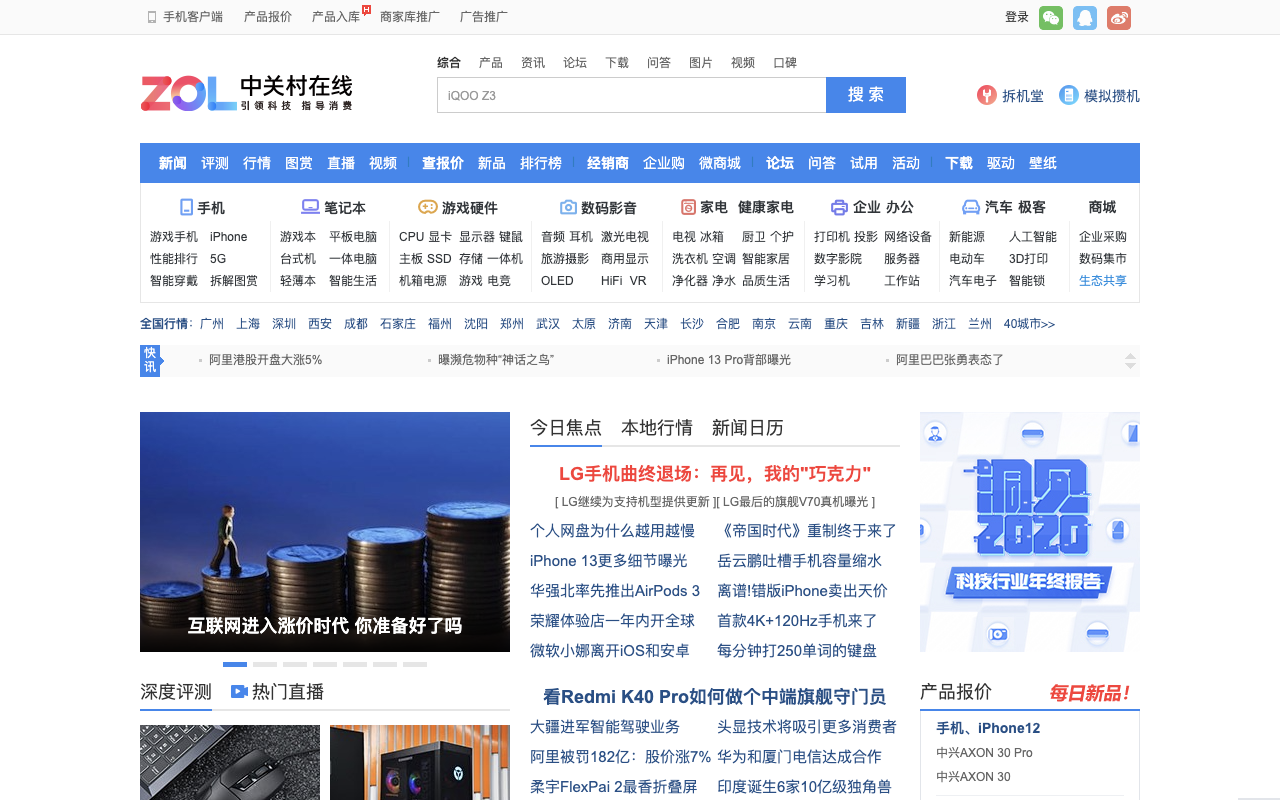 手机客户端 产品报价 产品入库 H 商家库推广 广告推广 登录
综合 产品 资讯 论坛 下载 问答 图片 视频 口碑
ZOL 中关村在线
引领科技 指导消费
iQOO Z3 搜 索
拆机堂 模拟攒机
新闻 评测 行情 图赏 直播 视频 查报价 新品 排行榜 经销商 企业购 微商城 论坛 问答 试用 活动 下载 驱动 壁纸
手机 笔记本 游戏硬件 数码影音 家电 健康家电 企业 办公 汽车 极客 商城
游戏手机 iPhone 游戏本 平板电脑 CPU 显卡 显示器 键鼠 音频 耳机 激光电视 电视 冰箱 厨卫 个护 打印机 投影 网络设备 新能源 人工智能 企业采购
性能排行 5G 台式机 一体电脑 主板 SSD 存储 一体机 旅游摄影 商用显示 洗衣机 空调 智能家居 数字影院 服务器 电动车 3D打印 数码集市
智能穿戴 拆解图赏 轻薄本 智能生活 机箱电源 游戏 电竞 OLED HiFi VR 净化器 净水 品质生活 学习机 工作站 汽车电子 智能锁 生态共享
全国行情: 广州 上海 深圳 西安 成都 石家庄 福州 沈阳 郑州 武汉 太原 济南 天津 长沙 合肥 南京 云南 重庆 吉林 新疆 浙江 兰州 40城市>>
快讯 阿里港股开盘大涨5% 曝濒危物种“神话之鸟” iPhone 13 Pro背部曝光 阿里巴巴张勇表态了
互联网进入涨价时代 你准备好了吗
深度评测 热门直播
今日焦点 本地行情 新闻日历
LG手机曲终退场：再见，我的"巧克力"
[ LG继续为支持机型提供更新 ][ LG最后的旗舰V70真机曝光 ]
个人网盘为什么越用越慢 《帝国时代》重制终于来了
iPhone 13更多细节曝光 岳云鹏吐槽手机容量缩水
华强北率先推出AirPods 3 离谱!错版iPhone卖出天价
荣耀体验店一年内开全球 首款4K+120Hz手机来了
微软小娜离开iOS和安卓 每分钟打250单词的键盘
看Redmi K40 Pro如何做个中端旗舰守门员
大疆进军智能驾驶业务 头显技术将吸引更多消费者
阿里被罚182亿：股价涨7% 华为和厦门电信达成合作
柔宇FlexPai 2最香折叠屏 印度诞生6家10亿级独角兽
洞见
2020
科技行业年终报告
产品报价 每日新品！
手机、iPhone12
中兴AXON 30 Pro
中兴AXON 30